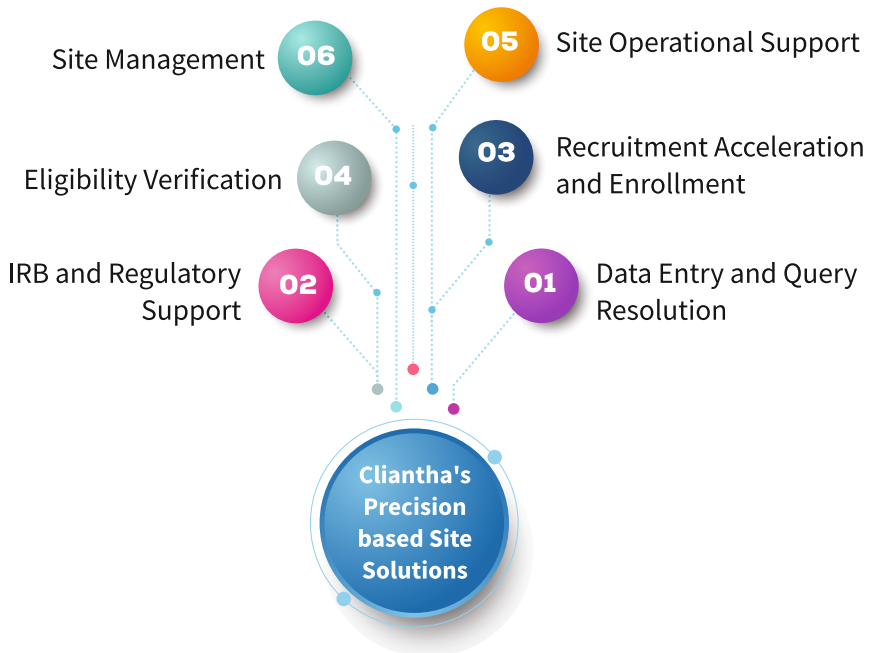 Site Management
06
05
Site Operational Support
Eligibility Verification
04
03
Recruitment Acceleration
and Enrollment
IRB and Regulatory
Support
02
01
Data Entry and Query
Resolution
Cliantha's
Precision
based Site
Solutions